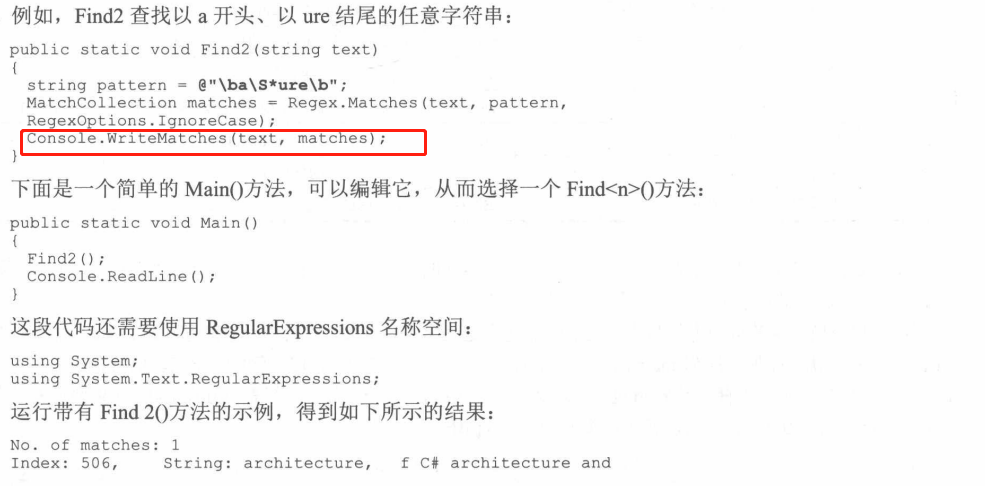 例如，Find2 查找以 a 开头、以 ure 结尾的任意字符串：
public static void Find2(string text)
{
string pattern = @"\ba\S*ure\b";
MatchCollection matches = Regex.Matches(text, pattern,
RegexOptions.IgnoreCase);
Console.WriteMatches(text, matches);
}
下面是一个简单的 Main()方法，可以编辑它，从而选择一个 Find<n>()方法：
public static void Main()
{
Find2();
Console.ReadLine();
}
这段代码还需要使用 RegularExpressions 名称空间：
using System;
using System.Text.RegularExpressions;
运行带有 Find 2()方法的示例，得到如下所示的结果：
No. of matches: 1
Index: 506, String: architecture, f C# architecture and